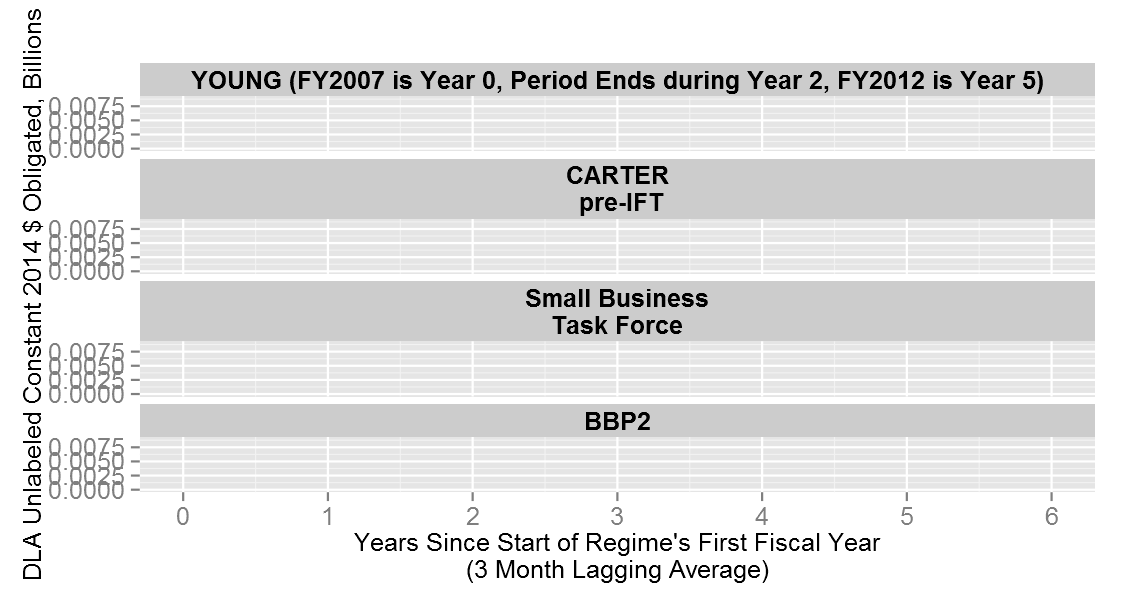 DLA Unlabeled Constant 2014 $ Obligated, Billions
YOUNG (FY2007 is Year 0, Period Ends during Year 2, FY2012 is Year 5)
0.0075
0.0050
0.0025
0.0000
CARTER
pre-IFT
0.0075
0.0050
0.0025
0.0000
Small Business
Task Force
0.0075
0.0050
0.0025
0.0000
BBP2
0.0075
0.0050
0.0025
0.0000
0 1 2 3 4 5 6
Years Since Start of Regime's First Fiscal Year
(3 Month Lagging Average)